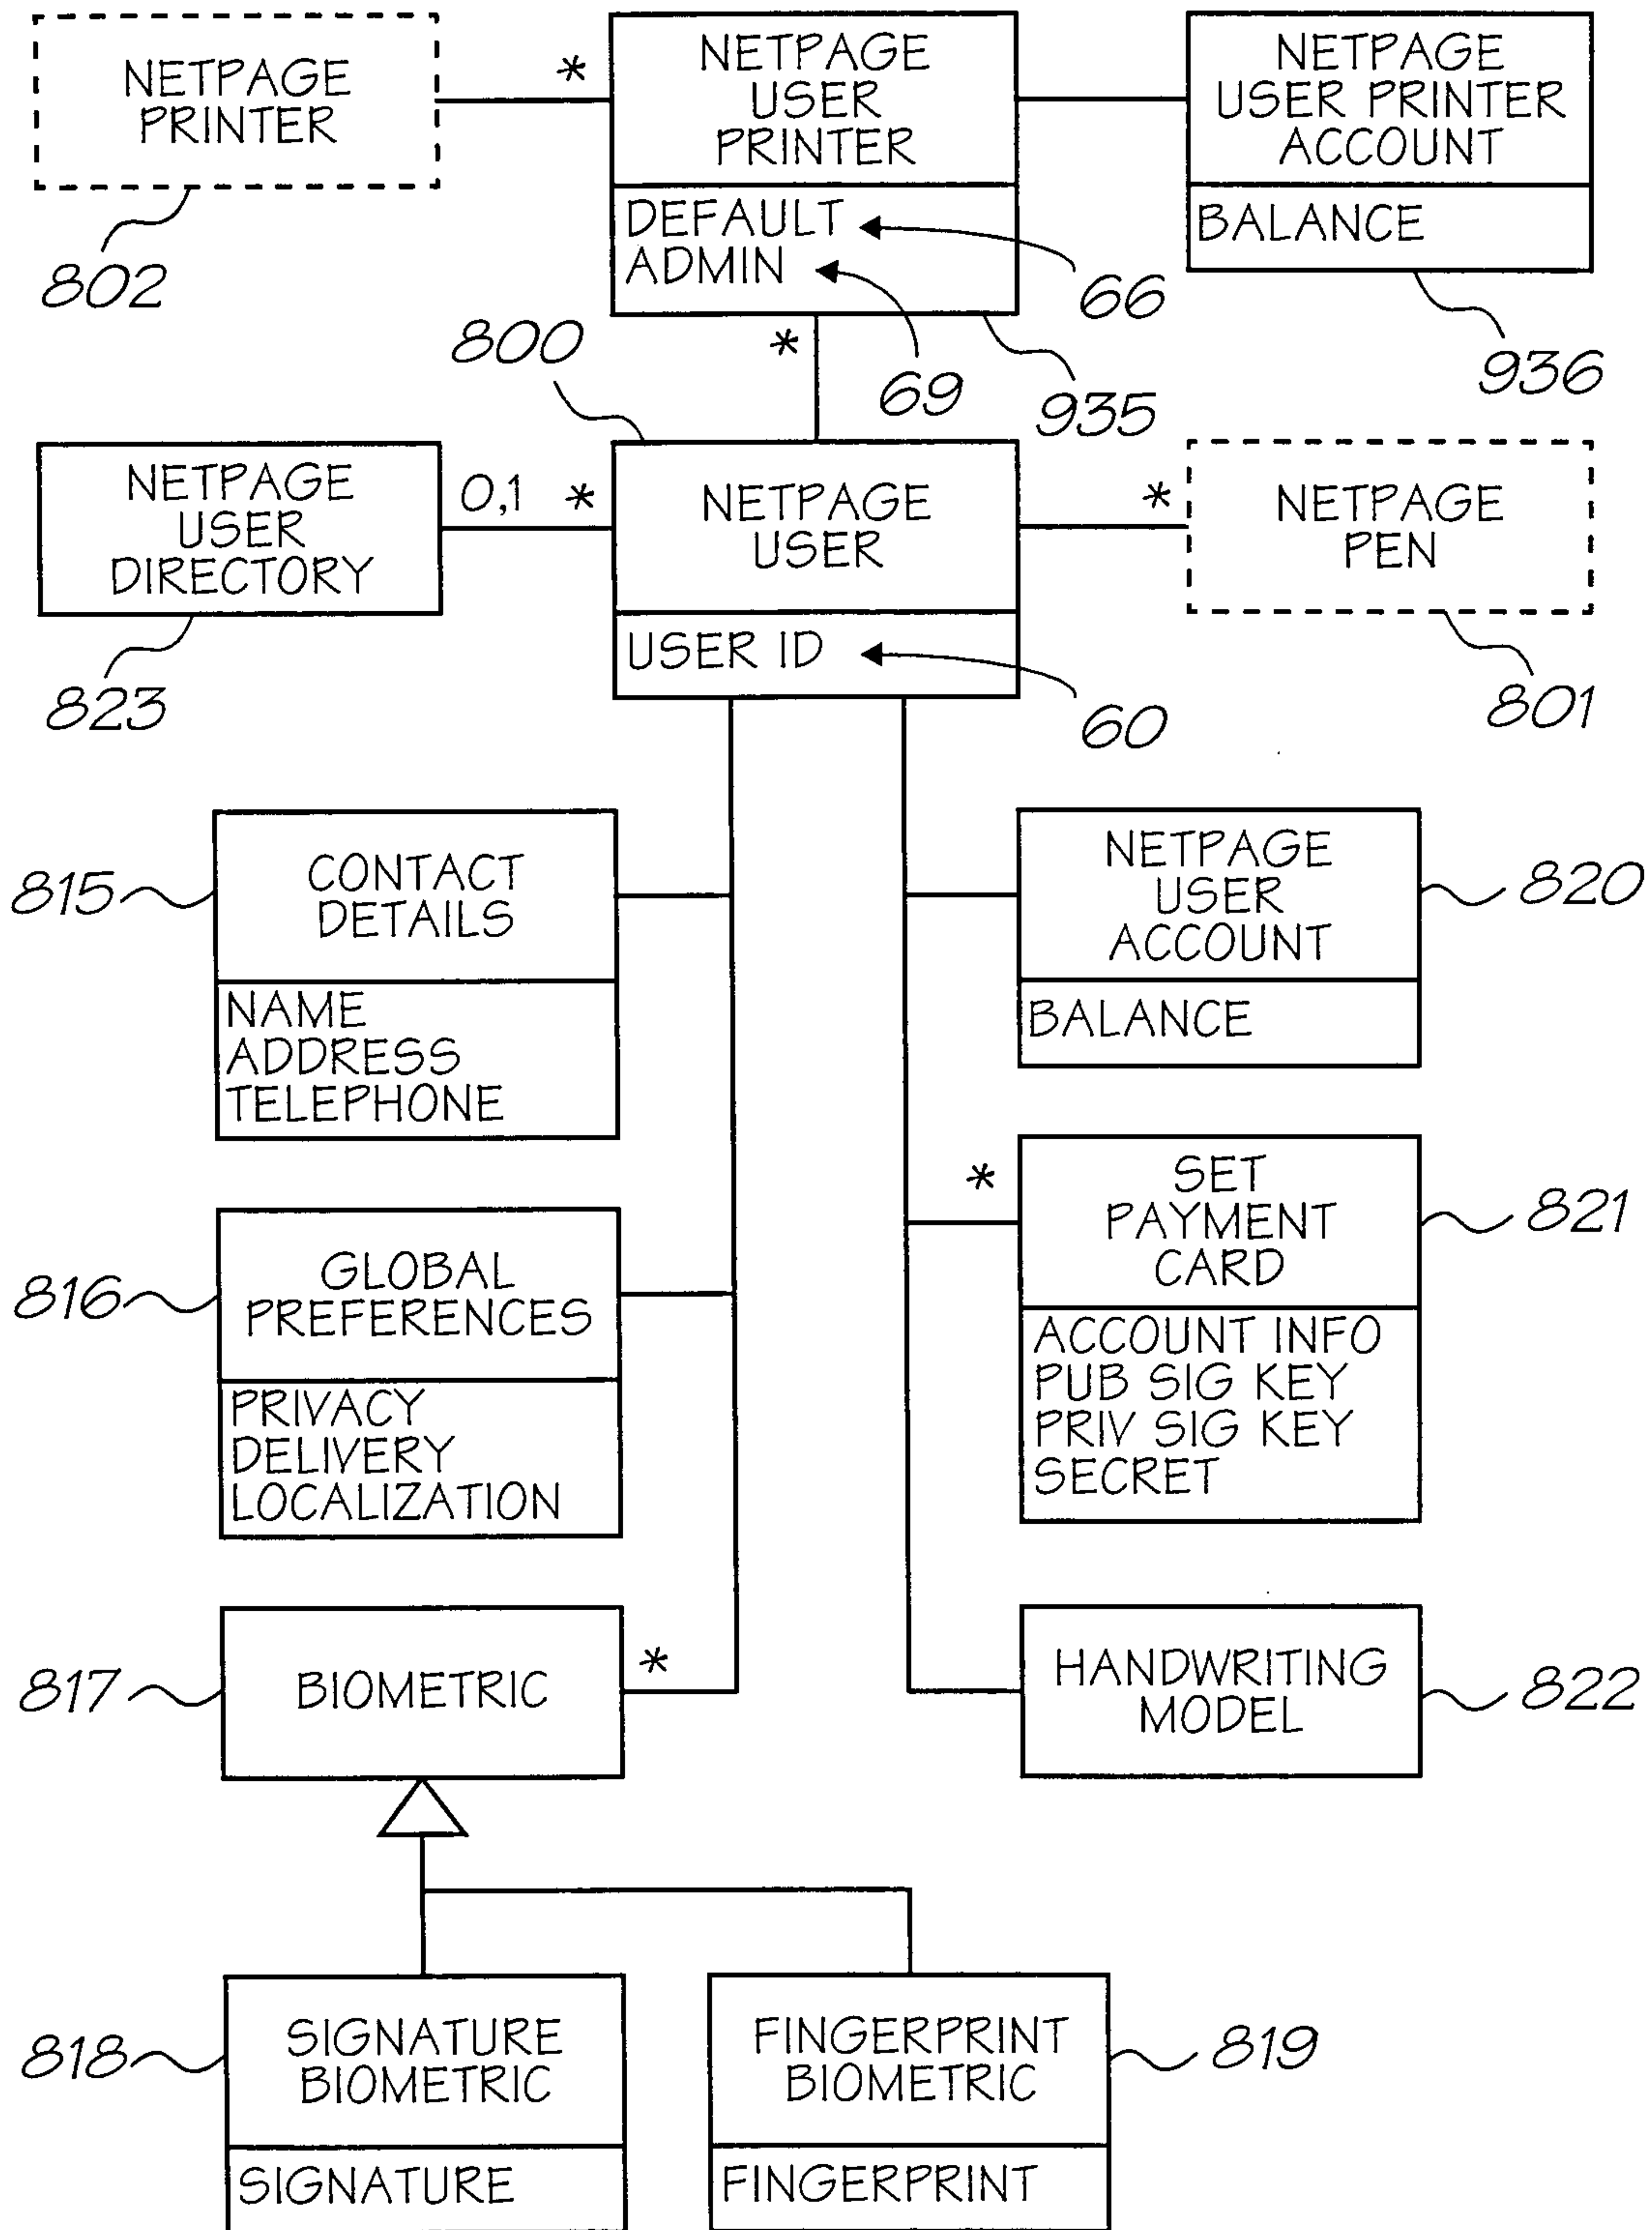 NETPAGE
PRINTER
802
*
NETPAGE
USER
PRINTER
DEFAULT
ADMIN
66
69
935
*
NETPAGE
USER PRINTER
ACCOUNT
BALANCE
936
800
NETPAGE
USER
DIRECTORY
823
0,1 *
NETPAGE
USER
USER ID
60
*
NETPAGE
PEN
801
815
CONTACT
DETAILS
NAME
ADDRESS
TELEPHONE
NETPAGE
USER
ACCOUNT
BALANCE
820
816
GLOBAL
PREFERENCES
PRIVACY
DELIVERY
LOCALIZATION
*
SET
PAYMENT
CARD
ACCOUNT INFO
PUB SIG KEY
PRIV SIG KEY
SECRET
821
817
BIOMETRIC
*
HANDWRITING
MODEL
822
818
SIGNATURE
BIOMETRIC
SIGNATURE
FINGERPRINT
BIOMETRIC
FINGERPRINT
819